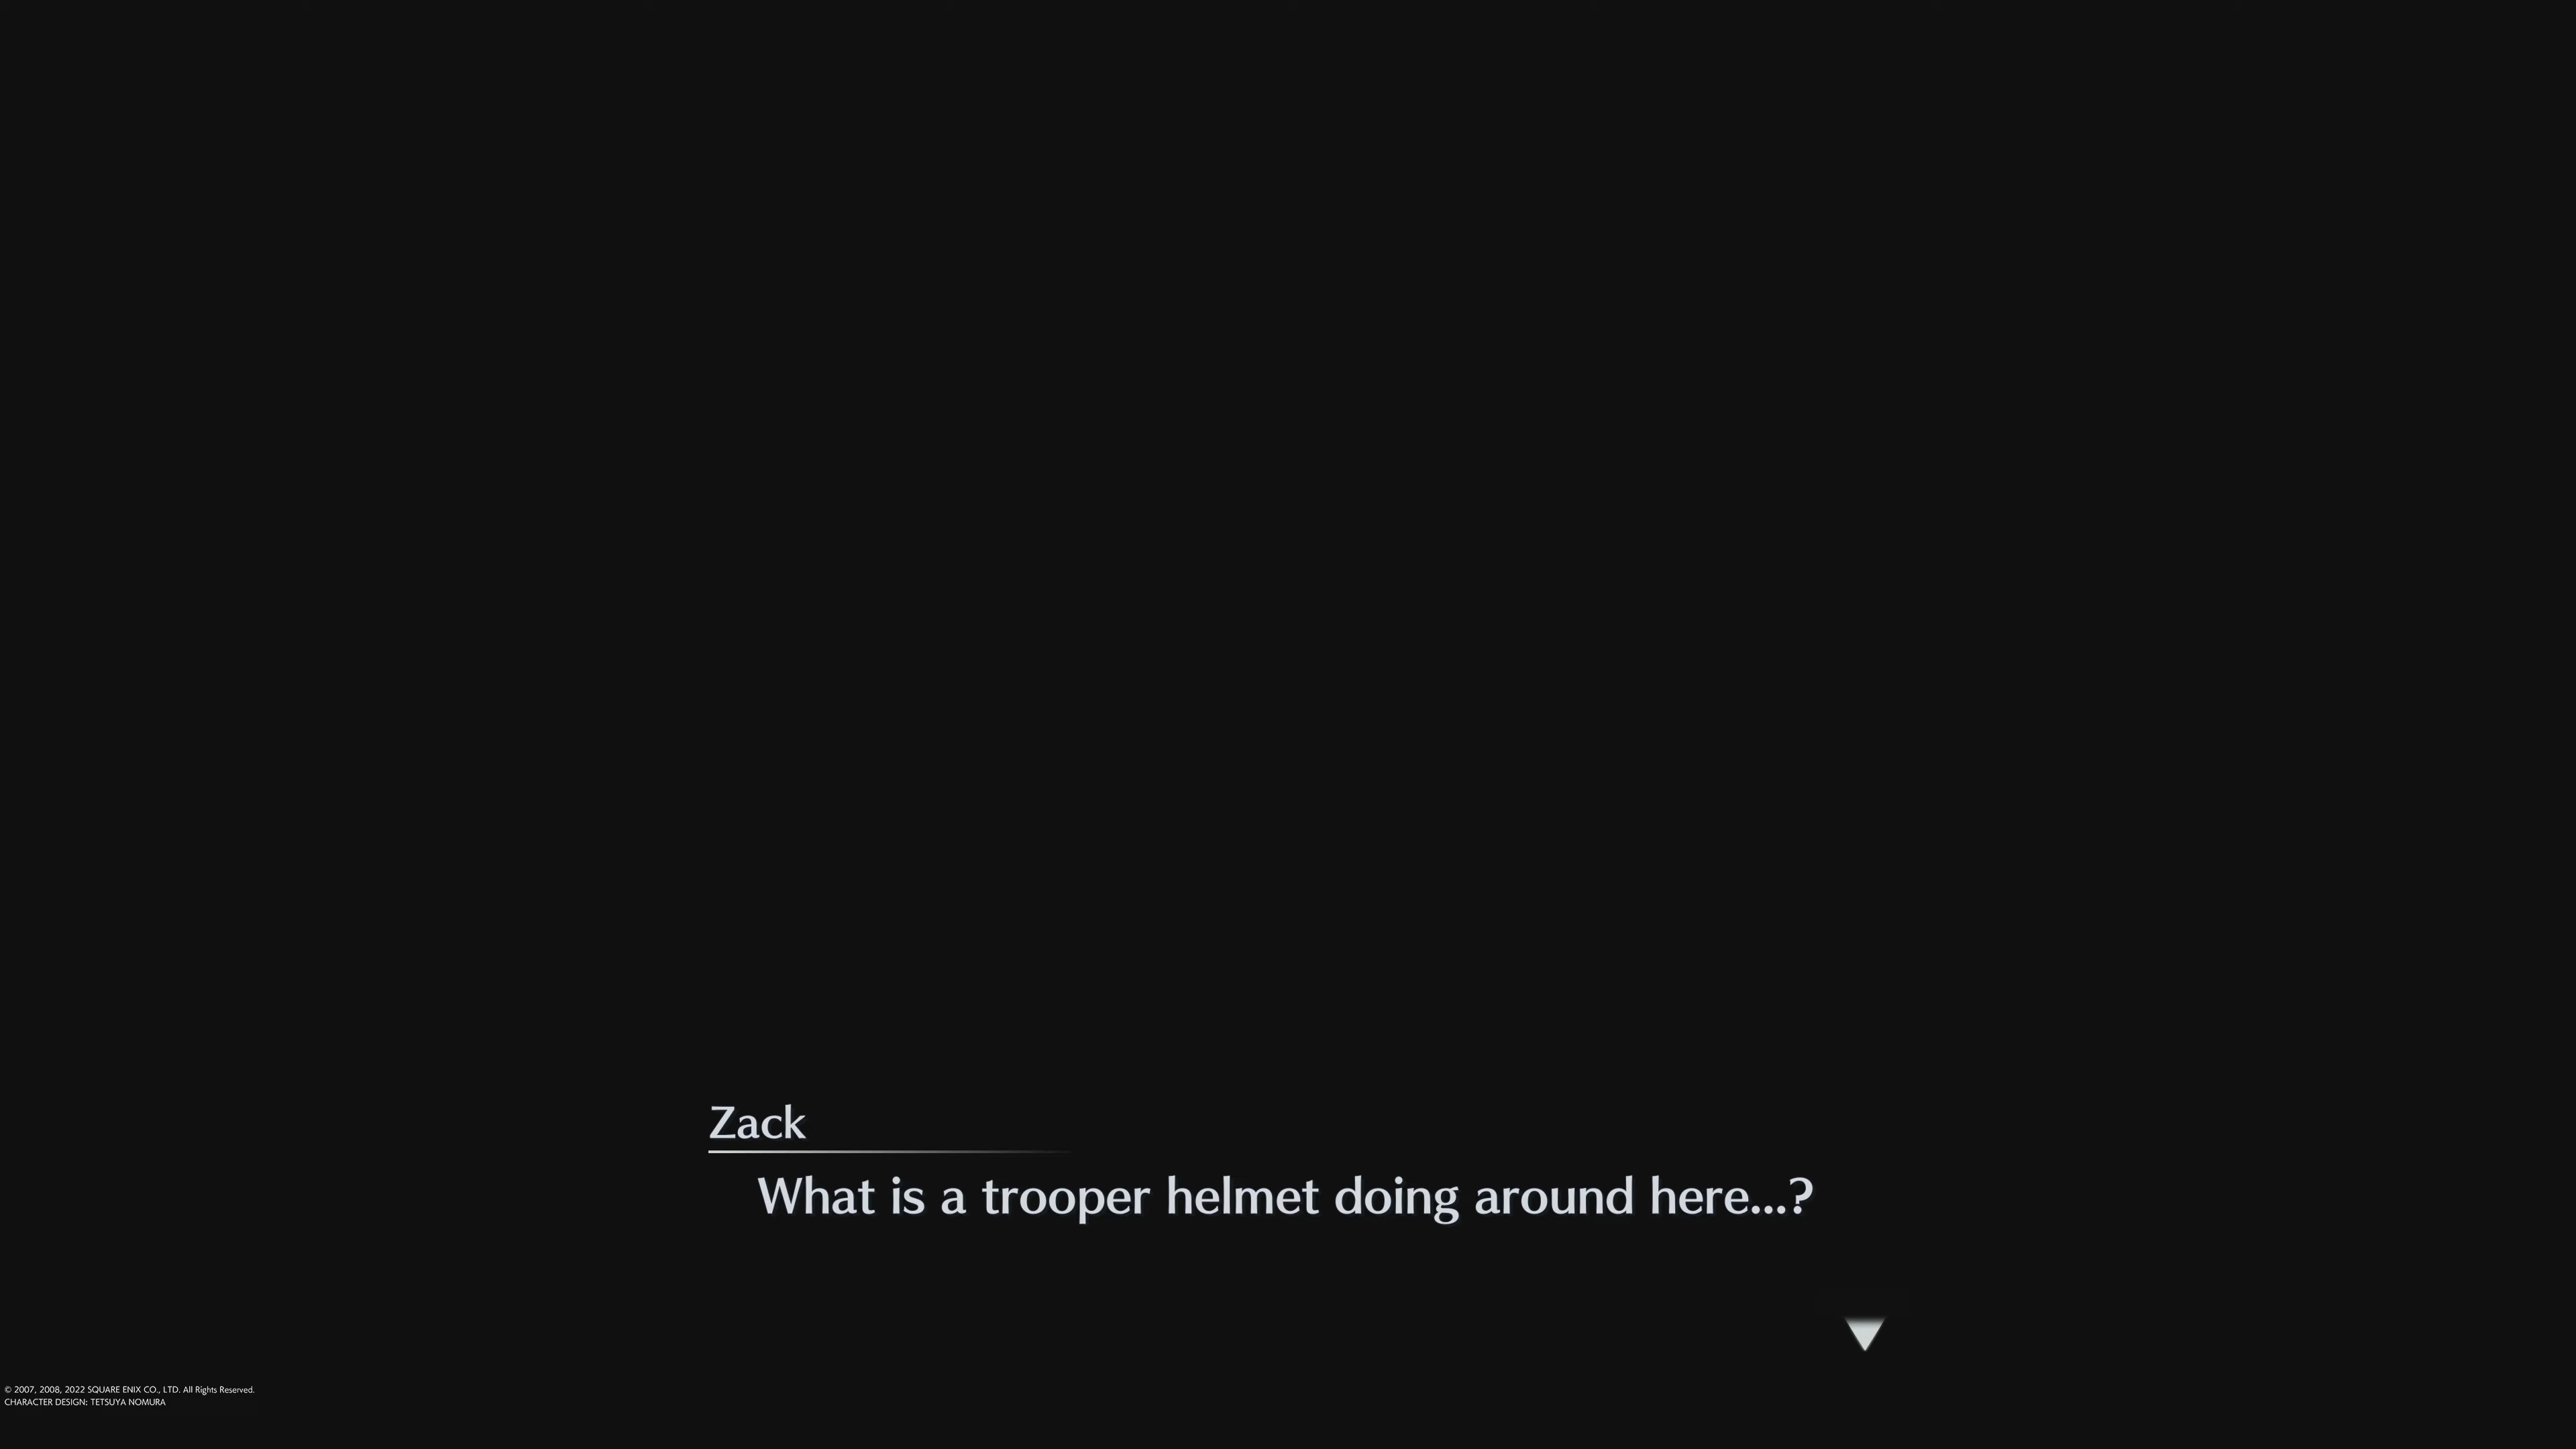 Zack
What is a trooper helmet doing around here...?
© 2007, 2008, 2022 SQUARE ENIX CO., LTD. All Rights Reserved.
CHARACTER DESIGN: TETSUYA NOMURA